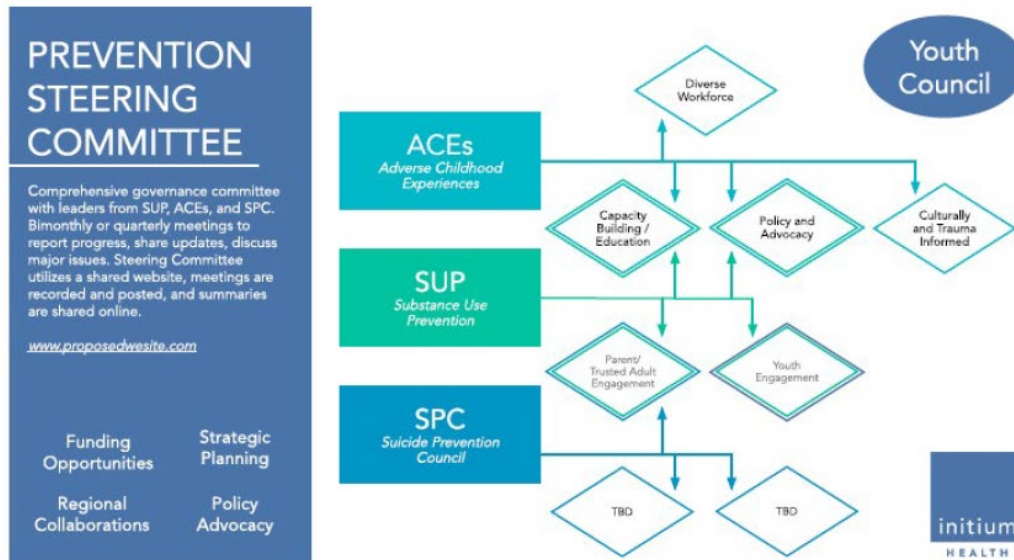 PREVENTION
STEERING
COMMITTEE
Comprehensive governance committee
with leaders from SUP, ACEs, and SPC.
Bimonthly or quarterly meetings to
report progress, share updates, discuss
major issues. Steering Committee
utilizes a shared website, meetings are
recorded and posted, and summaries
are shared online.
www.proposedwesite.com
Funding
Opportunities
Strategic
Planning
Regional
Collaborations
Policy
Advocacy
Youth
Council
Diverse
Workforce
ACEs
Adverse Childhood
Experiences
Capacity
Building /
Education
Policy and
Advocacy
Culturally
and Trauma
Informed
SUP
Substance Use
Prevention
Parent/
Trusted Adult
Engagement
Youth
Engagement
SPC
Suicide Prevention
Council
TBD
TBD
initium
HEALTH